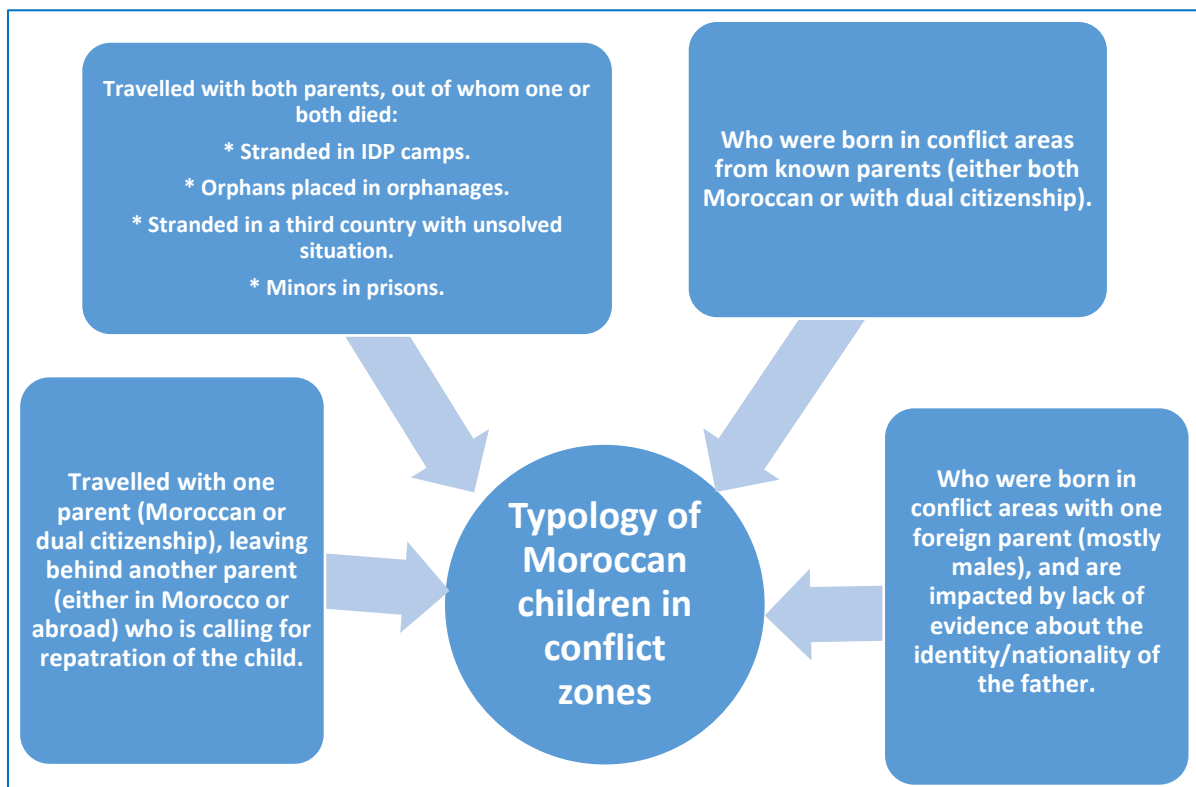 Travelled with both parents, out of whom one or
both died:
* Stranded in IDP camps.
* Orphans placed in orphanages.
* Stranded in a third country with unsolved
situation.
* Minors in prisons.
Who were born in conflict areas
from known parents (either both
Moroccan or with dual citizenship).
Travelled with one
parent (Moroccan or
dual citizenship), leaving
behind another parent
(either in Morocco or
abroad) who is calling for
repatration of the child.
Typology of
Moroccan
children in
conflict
zones
Who were born in
conflict areas with one
foreign parent (mostly
males), and are
impacted by lack of
evidence about the
identity/nationality of
the father.